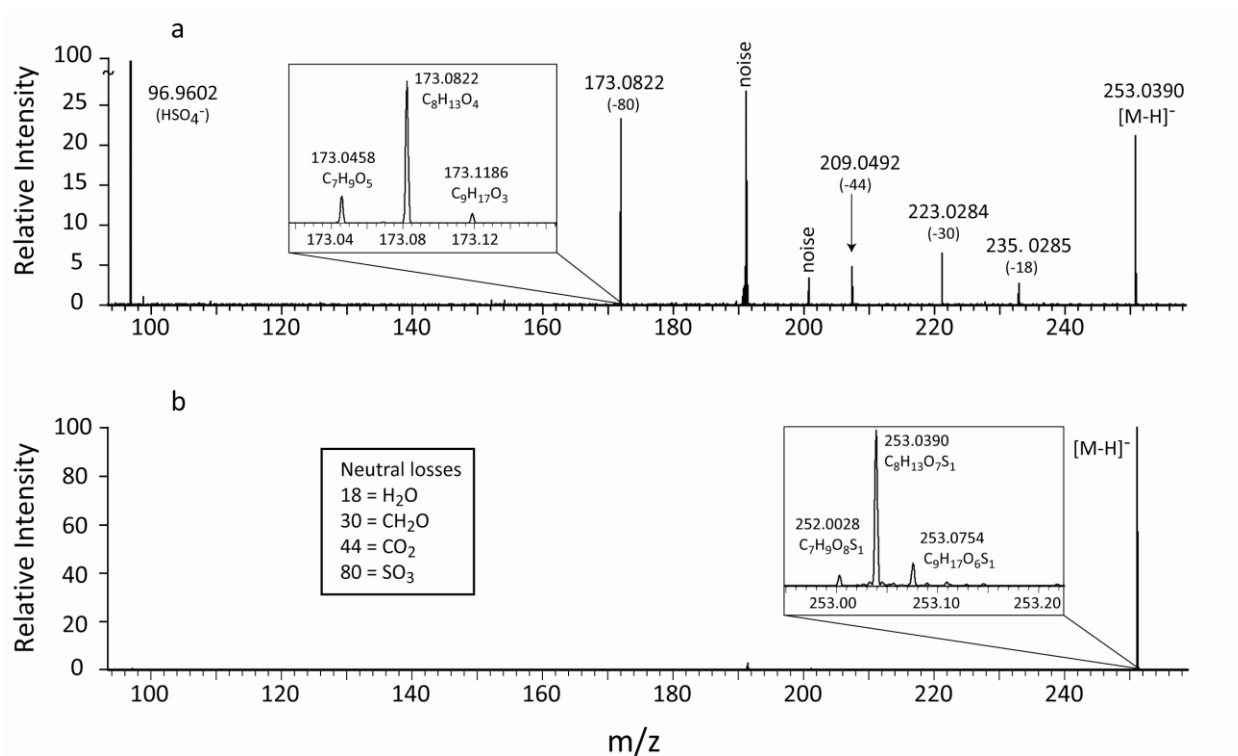 a
Relative Intensity
100
25
20
15
10
5
0
~
96.9602
(HSO₄⁻)
173.0822
C₈H₁₃O₄
173.0458
C₇H₉O₅
173.1186
C₉H₁₇O₃
173.04 173.08 173.12
173.0822
(-80)
noise
noise
209.0492
(-44)
223.0284
(-30)
235. 0285
(-18)
253.0390
[M-H]⁻
100 120 140 160 180 200 220 240
b
Relative Intensity
100
80
60
40
20
0
Neutral losses
18 = H₂O
30 = CH₂O
44 = CO₂
80 = SO₃
253.0390
C₈H₁₃O₇S₁
252.0028
C₇H₉O₈S₁
253.0754
C₉H₁₇O₆S₁
253.00 253.10 253.20
[M-H]⁻
100 120 140 160 180 200 220 240
m/z